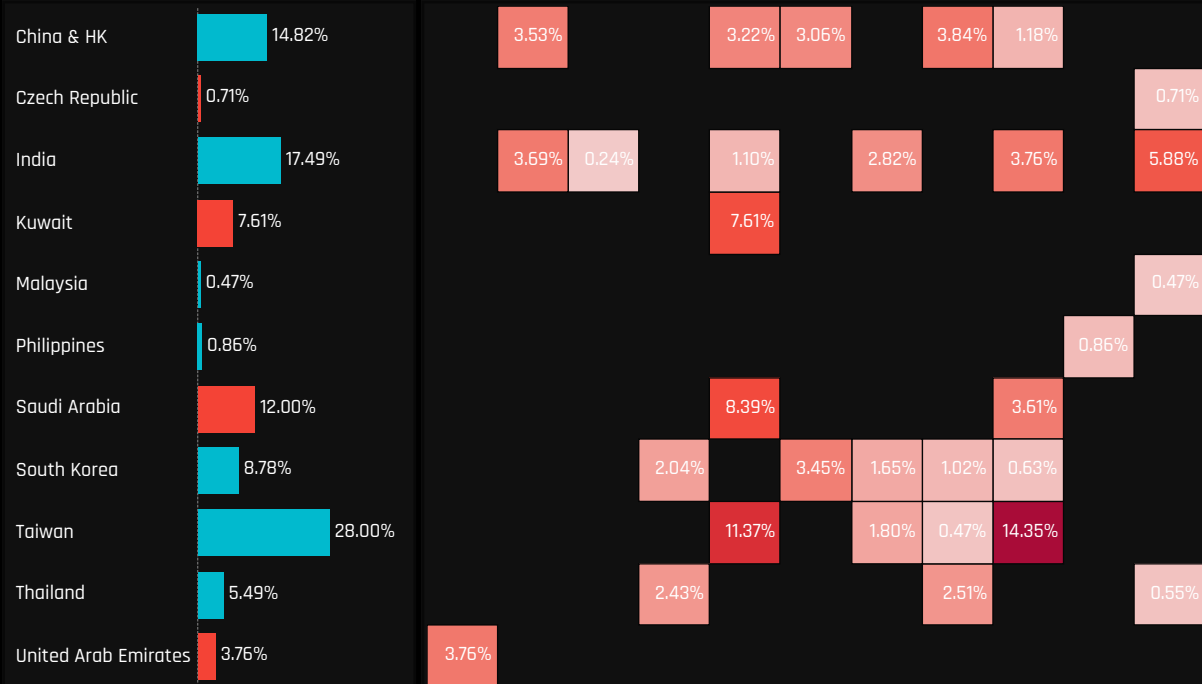 China & HK 14.82% 3.53% 3.22% 3.06% 3.84% 1.18%
Czech Republic 0.71% 0.71%
India 17.49% 3.69% 0.24% 1.10% 2.82% 3.76% 5.88%
Kuwait 7.61% 7.61%
Malaysia 0.47% 0.47%
Philippines 0.86% 0.86%
Saudi Arabia 12.00% 8.39% 3.61%
South Korea 8.78% 2.04% 3.45% 1.65% 1.02% 0.63%
Taiwan 28.00% 11.37% 1.80% 0.47% 14.35%
Thailand 5.49% 2.43% 2.51% 0.55%
United Arab Emirates 3.76% 3.76%